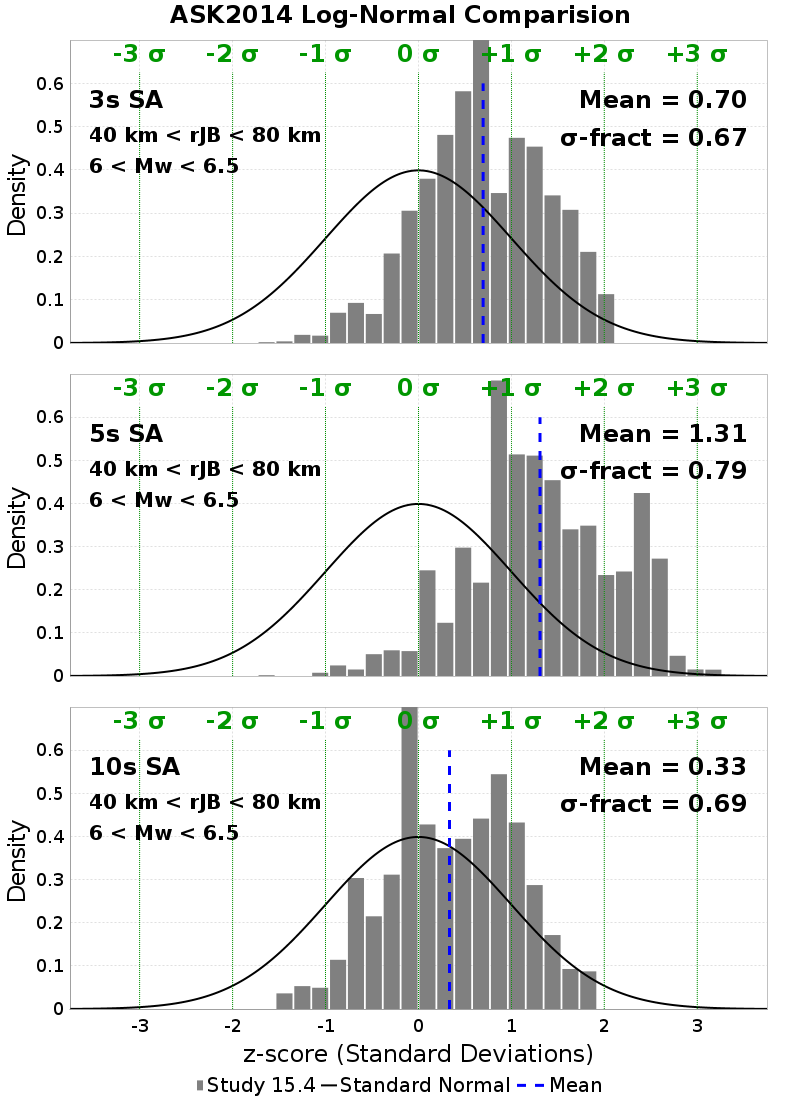 ASK2014 Log-Normal Comparision
-3 σ -2 σ -1 σ 0 σ +1 σ +2 σ +3 σ
3s SA
40 km < rJB < 80 km
6 < Mw < 6.5
Mean = 0.70
σ-fract = 0.67
Density
0.6
0.5
0.4
0.3
0.2
0.1
0
-3 σ -2 σ -1 σ 0 σ +1 σ +2 σ +3 σ
5s SA
40 km < rJB < 80 km
6 < Mw < 6.5
Mean = 1.31
σ-fract = 0.79
Density
0.6
0.5
0.4
0.3
0.2
0.1
0
-3 σ -2 σ -1 σ 0 σ +1 σ +2 σ +3 σ
10s SA
40 km < rJB < 80 km
6 < Mw < 6.5
Mean = 0.33
σ-fract = 0.69
Density
0.6
0.5
0.4
0.3
0.2
0.1
0
-3 -2 -1 0 1 2 3
z-score (Standard Deviations)
Study 15.4 Standard Normal Mean